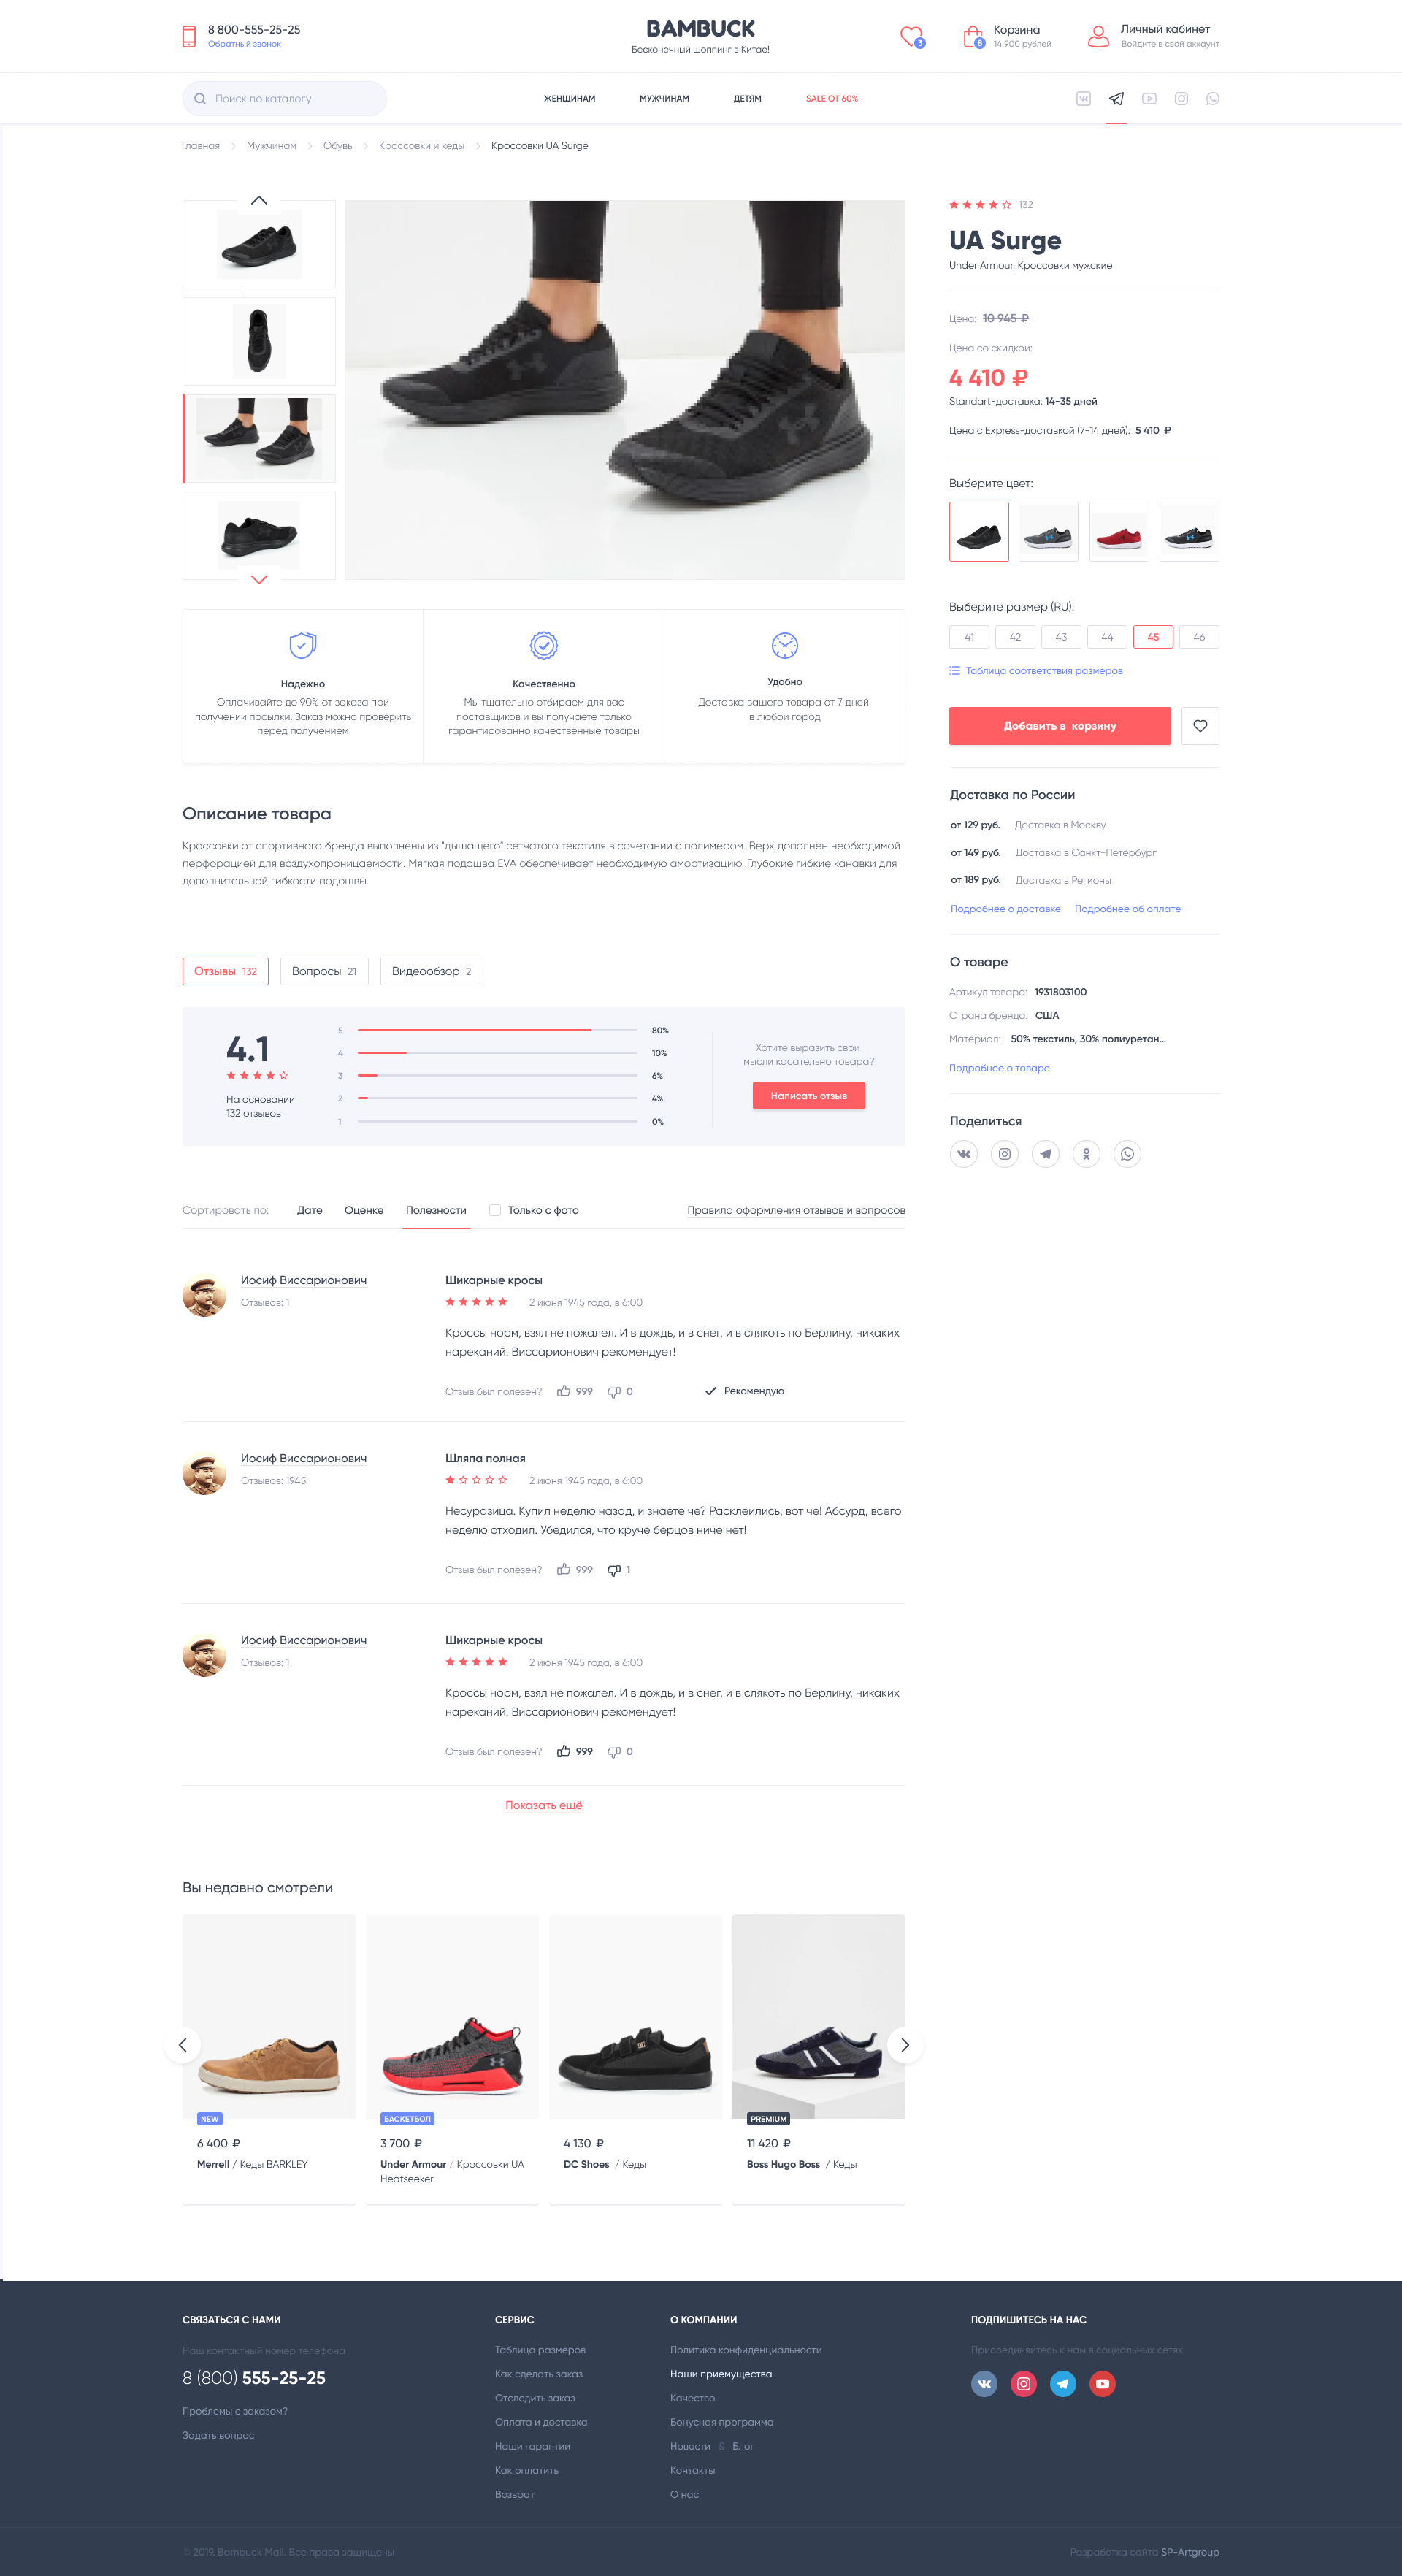 8 800-555-25-25
Обратный звонок
BAMBUCK
Бесконечный шоппинг в Китае!
3
8
Корзина
14 900 рублей
Личный кабинет
Войдите в свой аккаунт
Поиск по каталогу
ЖЕНЩИНАМ
МУЖЧИНАМ
ДЕТЯМ
SALE ОТ 60%
Главная
Мужчинам
Обувь
Кроссовки и кеды
Кроссовки UA Surge
132
UA Surge
Under Armour, Кроссовки мужские
Цена: 10 945 ₽
Цена со скидкой:
4 410 ₽
Standart-доставка: 14-35 дней
Цена с Express-доставкой (7-14 дней): 5 410 ₽
Выберите цвет:
Выберите размер (RU):
41 42 43 44 45 46
Таблица соответствия размеров
Добавить в корзину
Доставка по России
от 129 руб. Доставка в Москву
от 149 руб. Доставка в Санкт-Петербург
от 189 руб. Доставка в Регионы
Подробнее о доставке Подробнее об оплате
О товаре
Артикул товара: 1931803100
Страна бренда: США
Материал: 50% текстиль, 30% полиуретан...
Подробнее о товаре
Поделиться
Надежно
Оплачивайте до 90% от заказа при
получении посылки. Заказ можно проверить
перед получением
Качественно
Мы тщательно отбираем для вас
поставщиков и вы получаете только
гарантированно качественные товары
Удобно
Доставка вашего товара от 7 дней
в любой город
Описание товара
Кроссовки от спортивного бренда выполнены из "дышащего" сетчатого текстиля в сочетании с полимером. Верх дополнен необходимой
перфорацией для воздухопроницаемости. Мягкая подошва EVA обеспечивает необходимую амортизацию. Глубокие гибкие канавки для
дополнительной гибкости подошвы.
Отзывы 132
Вопросы 21
Видеообзор 2
4.1
На основании
132 отзывов
5 80%
4 10%
3 6%
2 4%
1 0%
Хотите выразить свои
мысли касательно товара?
Написать отзыв
Сортировать по: Дате Оценке Полезности Только с фото
Правила оформления отзывов и вопросов
Иосиф Виссарионович
Отзывов: 1
Шикарные кросы
2 июня 1945 года, в 6:00
Кроссы норм, взял не пожалел. И в дождь, и в снег, и в слякоть по Берлину, никаких
нареканий. Виссарионович рекомендует!
Отзыв был полезен? 999 0
Рекомендую
Иосиф Виссарионович
Отзывов: 1945
Шляпа полная
2 июня 1945 года, в 6:00
Несуразица. Купил неделю назад, и знаете че? Расклеились, вот че! Абсурд, всего
неделю отходил. Убедился, что круче берцов ниче нет!
Отзыв был полезен? 999 1
Иосиф Виссарионович
Отзывов: 1
Шикарные кросы
2 июня 1945 года, в 6:00
Кроссы норм, взял не пожалел. И в дождь, и в снег, и в слякоть по Берлину, никаких
нареканий. Виссарионович рекомендует!
Отзыв был полезен? 999 0
Показать ещё
Вы недавно смотрели
NEW
6 400 ₽
Merrell / Кеды BARKLEY
БАСКЕТБОЛ
3 700 ₽
Under Armour / Кроссовки UA
Heatseeker
4 130 ₽
DC Shoes / Кеды
PREMIUM
11 420 ₽
Boss Hugo Boss / Кеды
СВЯЗАТЬСЯ С НАМИ
Наш контактный номер телефона
8 (800) 555-25-25
Проблемы с заказом?
Задать вопрос
СЕРВИС
Таблица размеров
Как сделать заказ
Отследить заказ
Оплата и доставка
Наши гарантии
Как оплатить
Возврат
О КОМПАНИИ
Политика конфиденциальности
Наши приемущества
Качество
Бонусная программа
Новости & Блог
Контакты
О нас
ПОДПИШИТЕСЬ НА НАС
Присоединяйтесь к нам в социальных сетях
© 2019, Bambuck Mall. Все права защищены
Разработка сайта SP-Artgroup